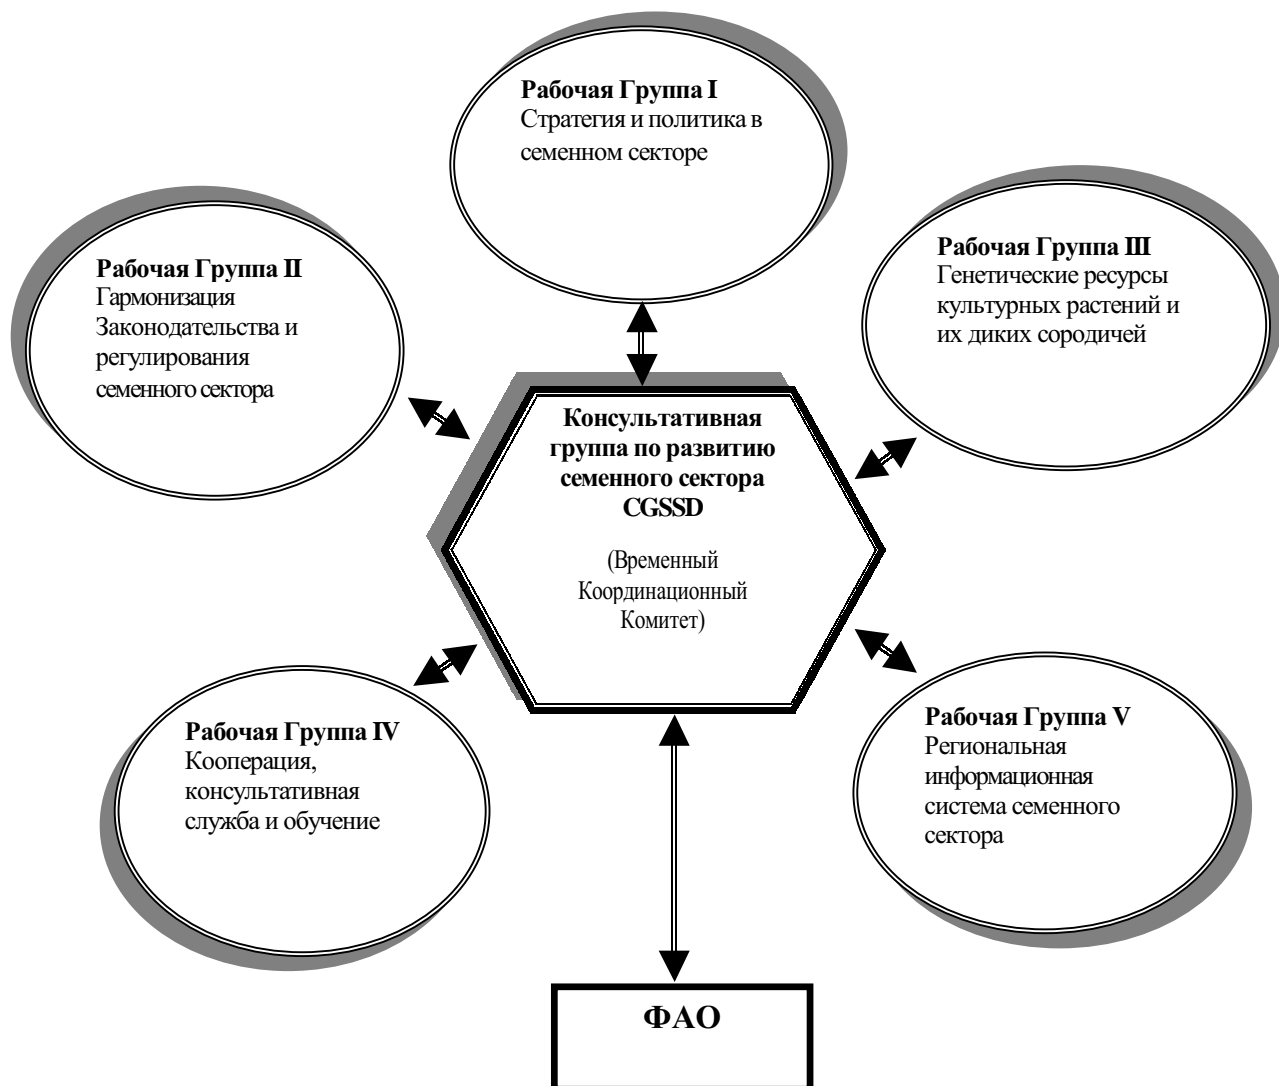 Рабочая Группа I
Стратегия и политика в
семенном секторе
Рабочая Группа II
Гармонизация
Законодательства и
регулирования
семенного сектора
Рабочая Группа III
Генетические ресурсы
культурных растений и
их диких сородичей
Консультативная
группа по развитию
семенного сектора
CGSSD
(Временный
Координационный
Комитет)
Рабочая Группа IV
Кооперация,
консультативная
служба и обучение
Рабочая Группа V
Региональная
информационная
система семенного
сектора
ФАО